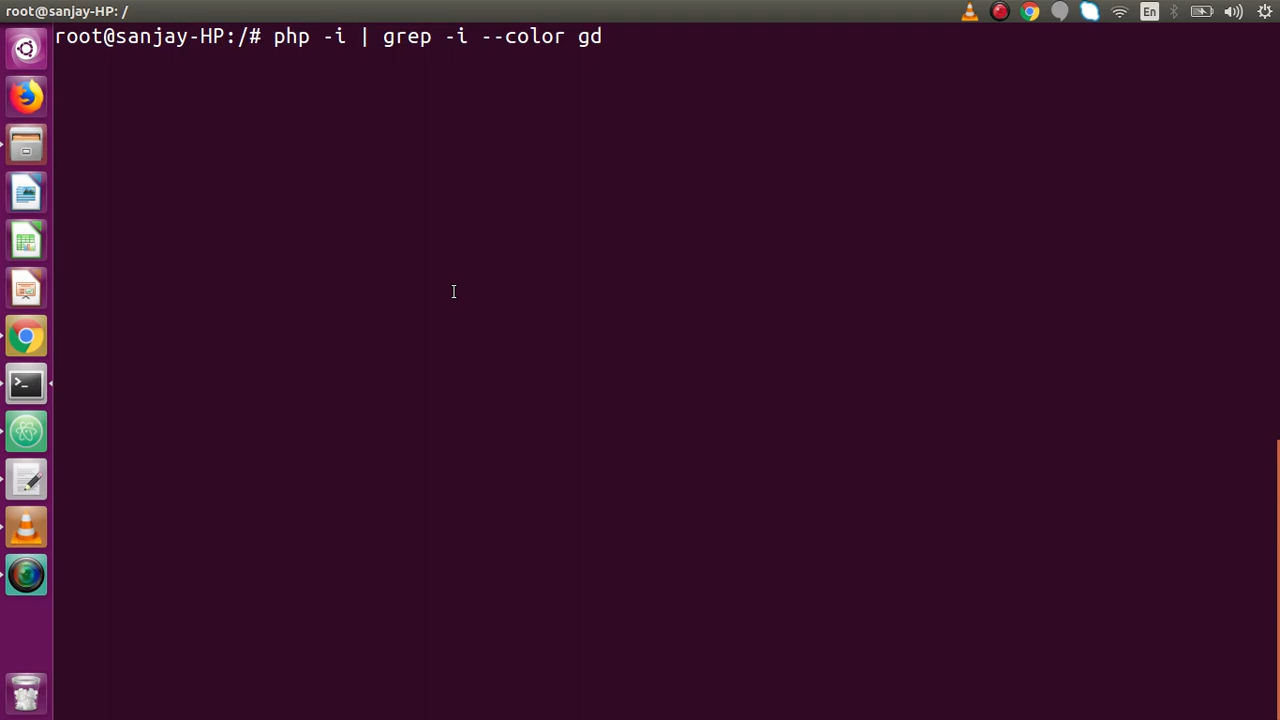 root@sanjay-HP: /
En
root@sanjay-HP:/# php -i | grep -i --color gd